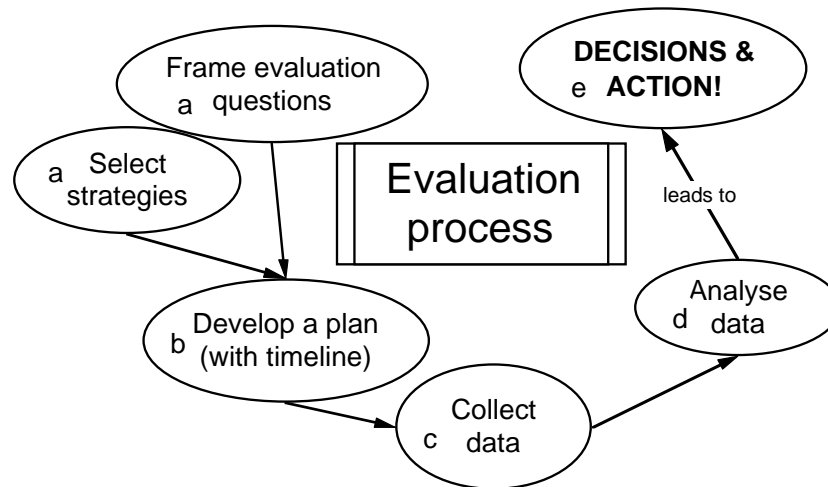 Frame evaluation
a questions
a Select
strategies
Evaluation
process
DECISIONS &
e ACTION!
leads to
b Develop a plan
(with timeline)
Collect
c data
Analyse
d data